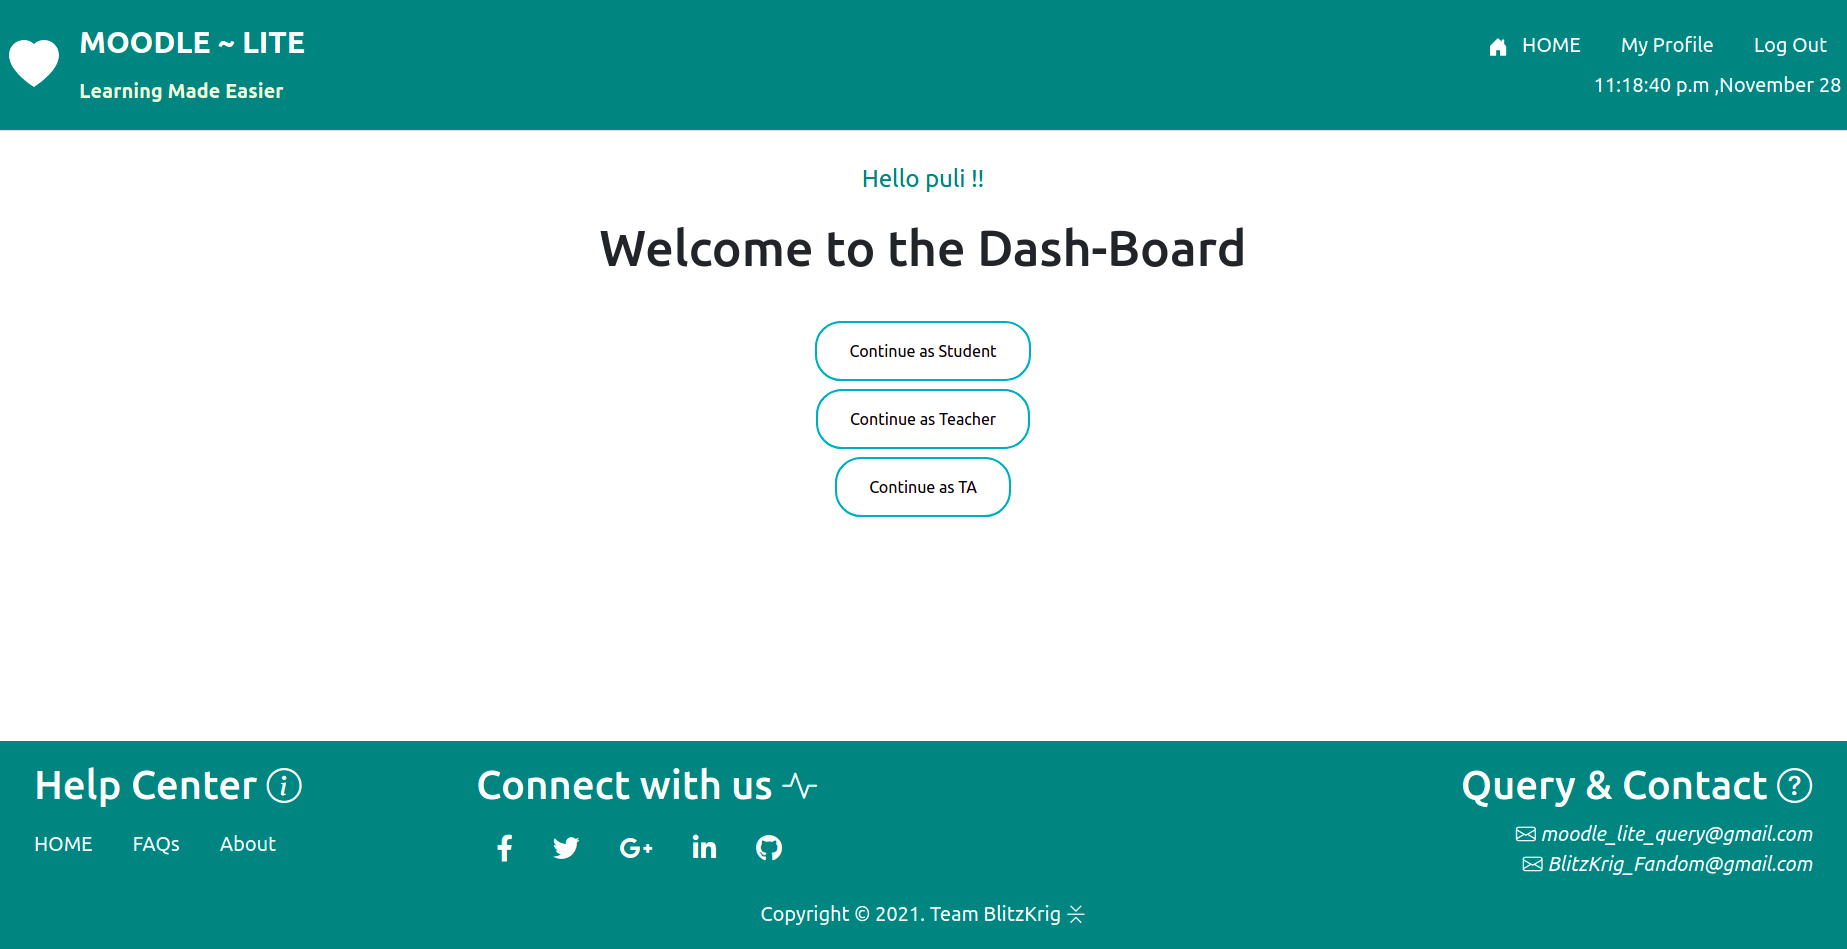 MOODLE ~ LITE
Learning Made Easier
HOME My Profile Log Out
11:18:40 p.m ,November 28
Hello puli !!
Welcome to the Dash-Board
Continue as Student
Continue as Teacher
Continue as TA
Help Center
HOME FAQs About
Connect with us
Query & Contact
moodle_lite_query@gmail.com
BlitzKrig_Fandom@gmail.com
Copyright © 2021. Team BlitzKrig